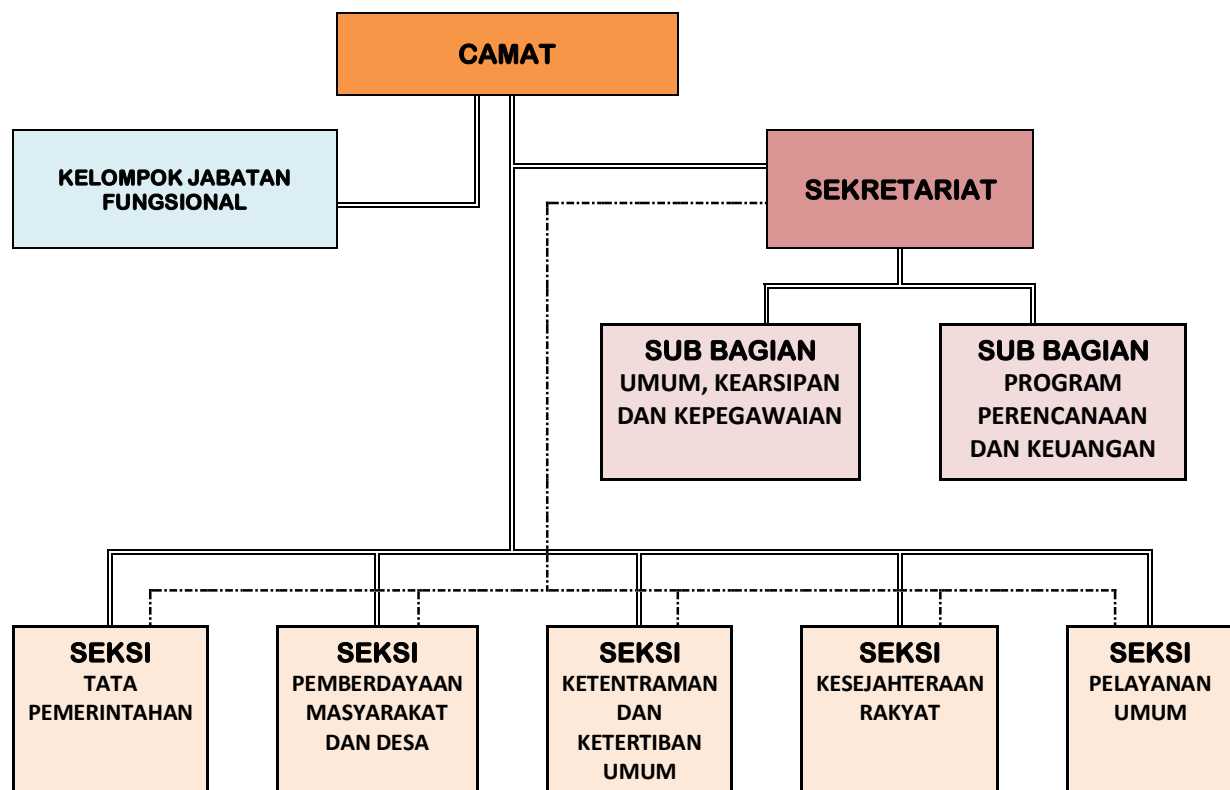 CAMAT
KELOMPOK JABATAN
FUNGSIONAL
SEKRETARIAT
SUB BAGIAN
UMUM, KEARSIPAN
DAN KEPEGAWAIAN
SUB BAGIAN
PROGRAM
PERENCANAAN
DAN KEUANGAN
SEKSI
TATA
PEMERINTAHAN
SEKSI
PEMBERDAYAAN
MASYARAKAT
DAN DESA
SEKSI
KETENTRAMAN
DAN
KETERTIBAN
UMUM
SEKSI
KESEJAHTERAAN
RAKYAT
SEKSI
PELAYANAN
UMUM